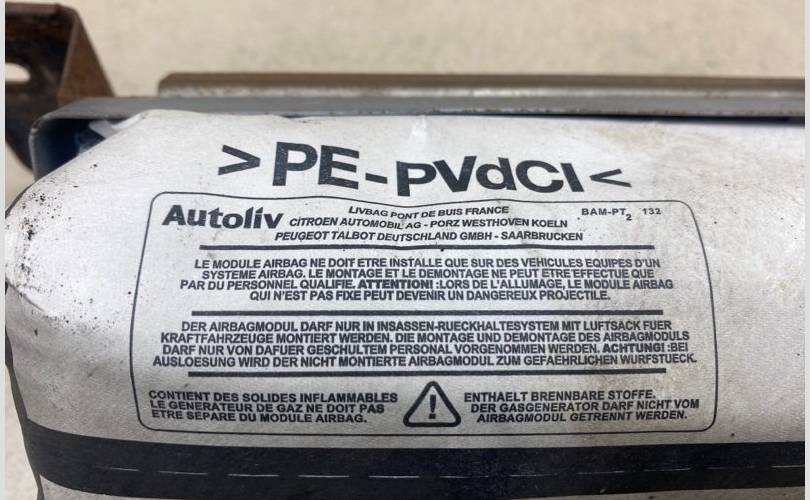 >PE-PVdCl<
Autoliv
LIVBAG PONT DE BUIS FRANCE
CITROEN AUTOMOBIL AG - PORZ WESTHOVEN KOELN
PEUGEOT TALBOT DEUTSCHLAND GMBH - SAARBRUCKEN
BAM-PT2 132
LE MODULE AIRBAG NE DOIT ETRE INSTALLE QUE SUR DES VEHICULES EQUIPES D'UN
SYSTEME AIRBAG. LE MONTAGE ET LE DEMONTAGE NE PEUT ETRE EFFECTUE QUE
PAR DU PERSONNEL QUALIFIE. ATTENTION! :LORS DE L'ALLUMAGE, LE MODULE AIRBAG
QUI N'EST PAS FIXE PEUT DEVENIR UN DANGEREUX PROJECTILE.
DER AIRBAGMODUL DARF NUR IN INSASSEN-RUECKHALTESYSTEM MIT LUFTSACK FUER
KRAFTFAHRZEUGE MONTIERT WERDEN. DIE MONTAGE UND DEMONTAGE DES AIRBAGMODULS
DARF NUR VON DAFUER GESCHULTEM PERSONAL VORGENOMMEN WERDEN. ACHTUNG! :BEI
AUSLOESUNG WIRD DER NICHT MONTIERTE AIRBAGMODUL ZUM GEFAEHRLICHEN WURFSTUECK.
CONTIENT DES SOLIDES INFLAMMABLES
LE GENERATEUR DE GAZ NE DOIT PAS
ETRE SEPARE DU MODULE AIRBAG.
ENTHAELT BRENNBARE STOFFE.
DER GASGENERATOR DARF NICHT VOM
AIRBAGMODUL GETRENNT WERDEN.